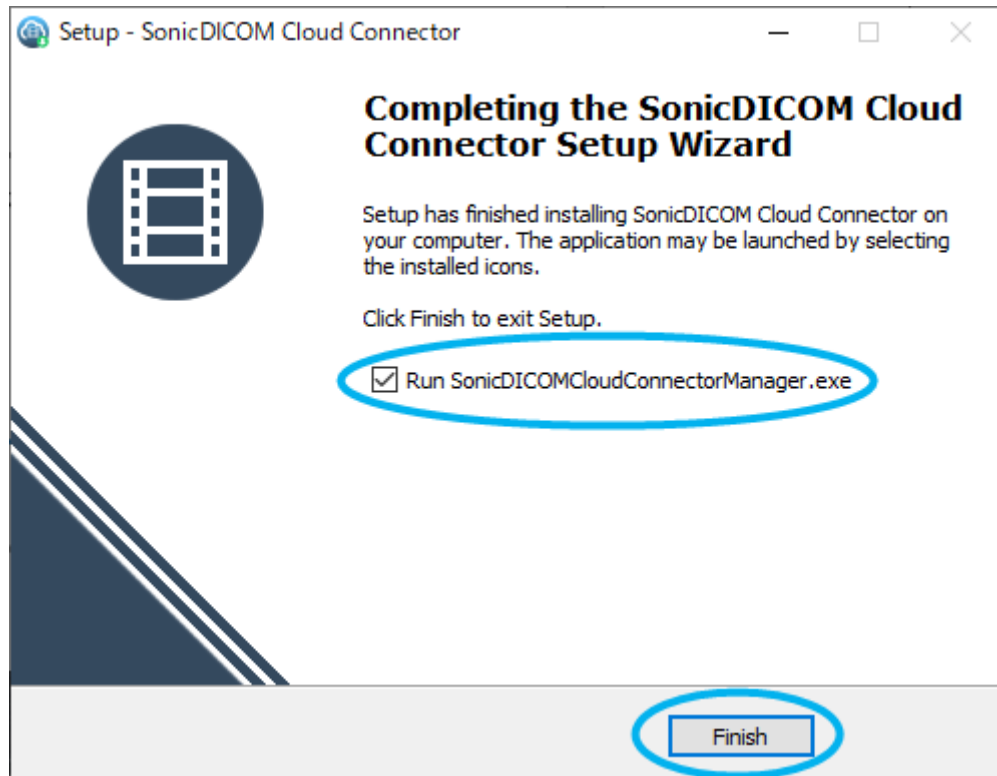 Setup - SonicDICOM Cloud Connector
Completing the SonicDICOM Cloud
Connector Setup Wizard
Setup has finished installing SonicDICOM Cloud Connector on
your computer. The application may be launched by selecting
the installed icons.
Click Finish to exit Setup.
Run SonicDICOMCloudConnectorManager.exe
Finish